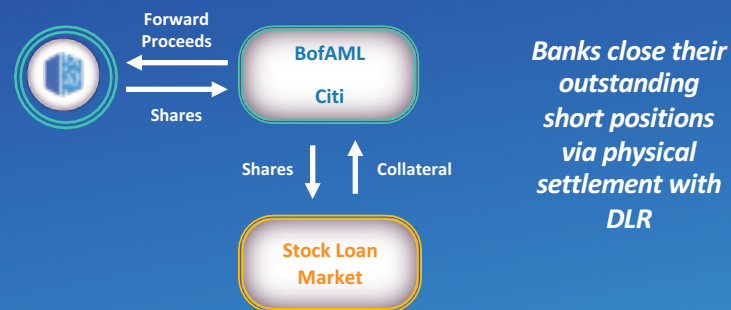 Forward
Proceeds
BofAML
Citi
Shares
Banks close their
outstanding
short positions
via physical
settlement with
DLR
Shares
Collateral
Stock Loan
Market